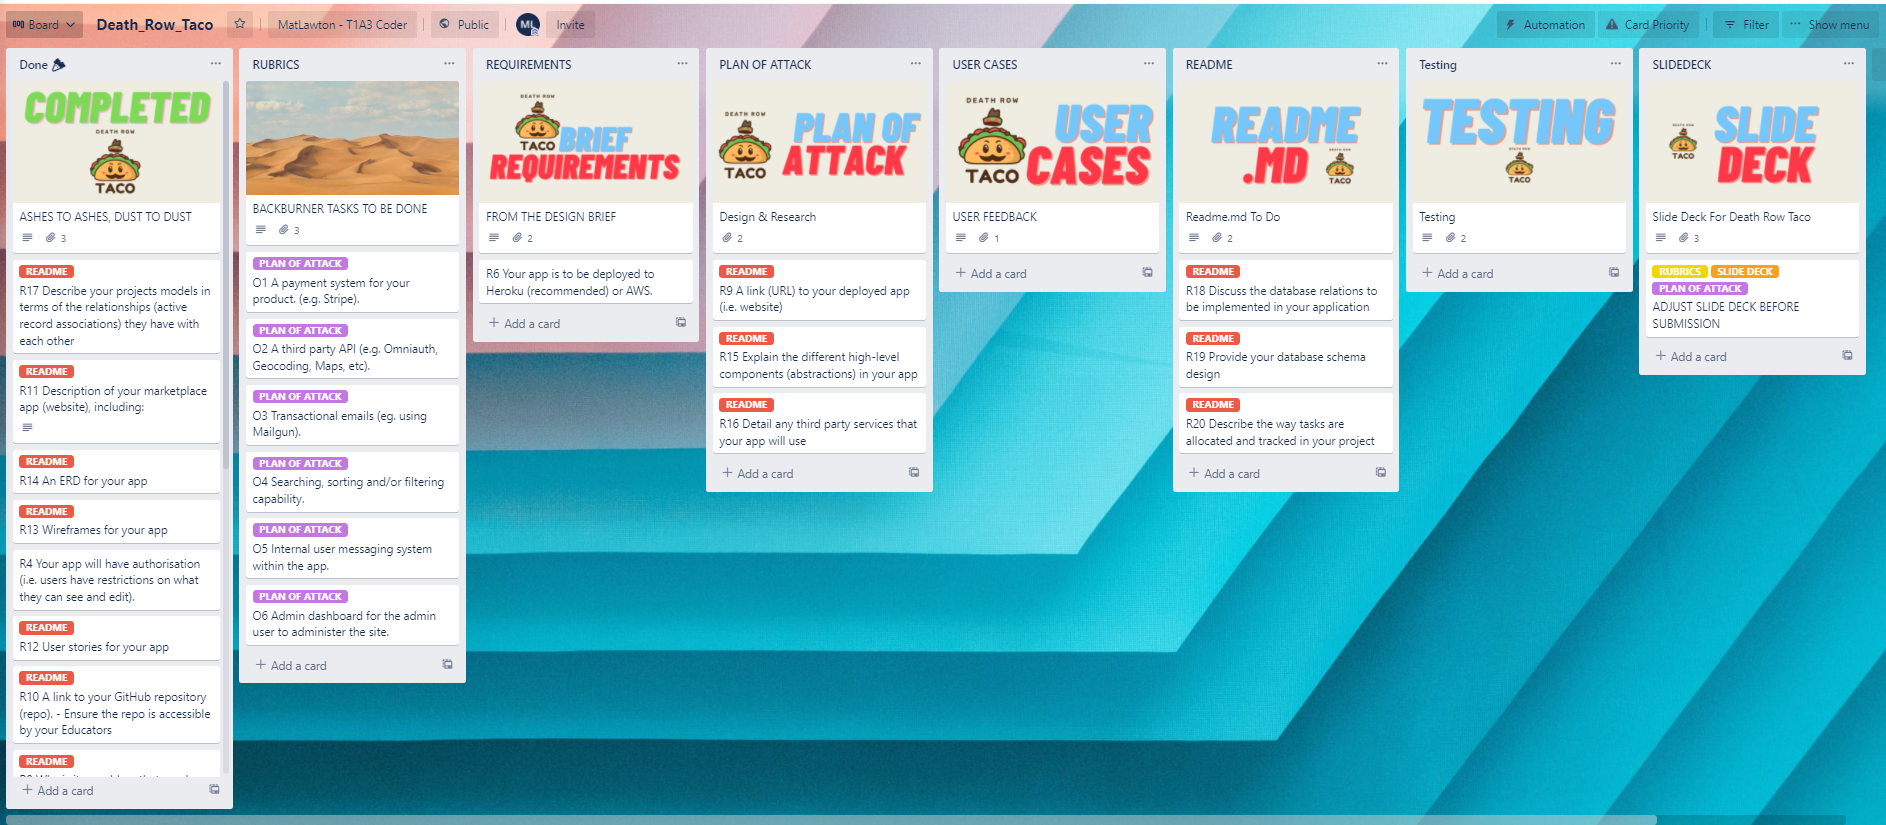 Board
Death_Row_Taco
MatLawton - T1A3 Coder
Public
ML
Invite
Automation
Card Priority
Filter
Show menu
Done
COMPLETED
DEATH ROW
TACO
ASHES TO ASHES, DUST TO DUST
3
README
R17 Describe your projects models in
terms of the relationships (active
record associations) they have with
each other
README
R11 Description of your marketplace
app (website), including:
README
R14 An ERD for your app
README
R13 Wireframes for your app
R4 Your app will have authorisation
(i.e. users have restrictions on what
they can see and edit).
README
R12 User stories for your app
README
R10 A link to your GitHub repository
(repo). - Ensure the repo is accessible
by your Educators
README
+ Add a card
RUBRICS
BACKBURNER TASKS TO BE DONE
3
PLAN OF ATTACK
O1 A payment system for your
product. (e.g. Stripe).
PLAN OF ATTACK
O2 A third party API (e.g. Omniauth,
Geocoding, Maps, etc).
PLAN OF ATTACK
O3 Transactional emails (eg. using
Mailgun).
PLAN OF ATTACK
O4 Searching, sorting and/or filtering
capability.
PLAN OF ATTACK
O5 Internal user messaging system
within the app.
PLAN OF ATTACK
O6 Admin dashboard for the admin
user to administer the site.
+ Add a card
REQUIREMENTS
DEATH ROW
TACO
BRIEF
REQUIREMENTS
FROM THE DESIGN BRIEF
2
R6 Your app is to be deployed to
Heroku (recommended) or AWS.
+ Add a card
PLAN OF ATTACK
DEATH ROW
TACO
PLAN OF
ATTACK
Design & Research
2
README
R9 A link (URL) to your deployed app
(i.e. website)
README
R15 Explain the different high-level
components (abstractions) in your app
README
R16 Detail any third party services that
your app will use
+ Add a card
USER CASES
DEATH ROW
TACO
USER
CASES
USER FEEDBACK
1
+ Add a card
README
README
.MD
DEATH ROW
TACO
Readme.md To Do
2
README
R18 Discuss the database relations to
be implemented in your application
README
R19 Provide your database schema
design
README
R20 Describe the way tasks are
allocated and tracked in your project
+ Add a card
Testing
TESTING
DEATH ROW
TACO
Testing
2
+ Add a card
SLIDEDECK
DEATH ROW
TACO
SLIDE
DECK
Slide Deck For Death Row Taco
3
RUBRICS
SLIDE DECK
PLAN OF ATTACK
ADJUST SLIDE DECK BEFORE
SUBMISSION
+ Add a card